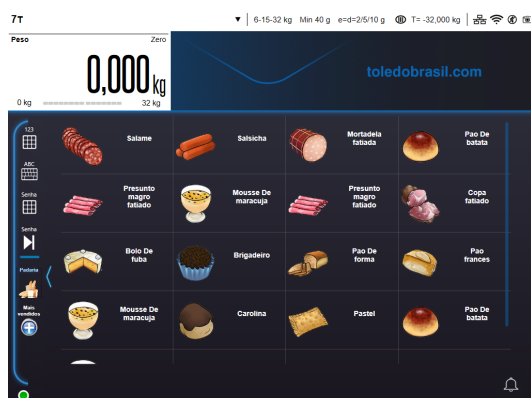 7T
6-15-32 kg Min 40 g e=d=2/5/10 g T= -32,000 kg
Peso Zero
0,000 kg
0 kg 32 kg
toledobrasil.com
123
ABC
Senha
Senha
Padaria
Mais vendidos
Salame
Salsicha
Mortadela
fatiada
Pao De
batata
Presunto
magro
fatiado
Mousse De
maracuja
Presunto
magro
fatiado
Copa
fatiado
Bolo De
fuba
Brigadeiro
Pao De
forma
Pao
frances
Mousse De
maracuja
Carolina
Pastel
Pao De
batata